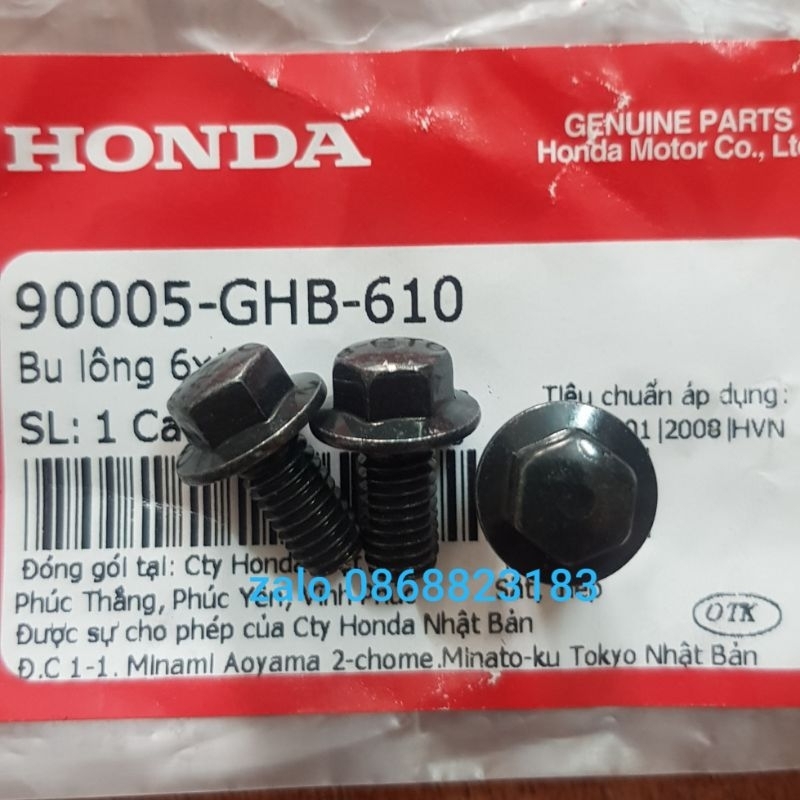 HONDA
GENUINE PARTS
Honda Motor Co., Ltd
90005-GHB-610
Bu lông
SL: 1
Tiêu chuẩn áp dụng:
01|2008|HVN
Đóng gói tại: Cty Honda
zalo 0868823183
Phúc Thắng, Phúc Yên,
Được sự cho phép của Cty Honda Nhật Bản
OTK
Đ.C 1-1. Minami Aoyama 2-chome.Minato-ku Tokyo Nhật Bản